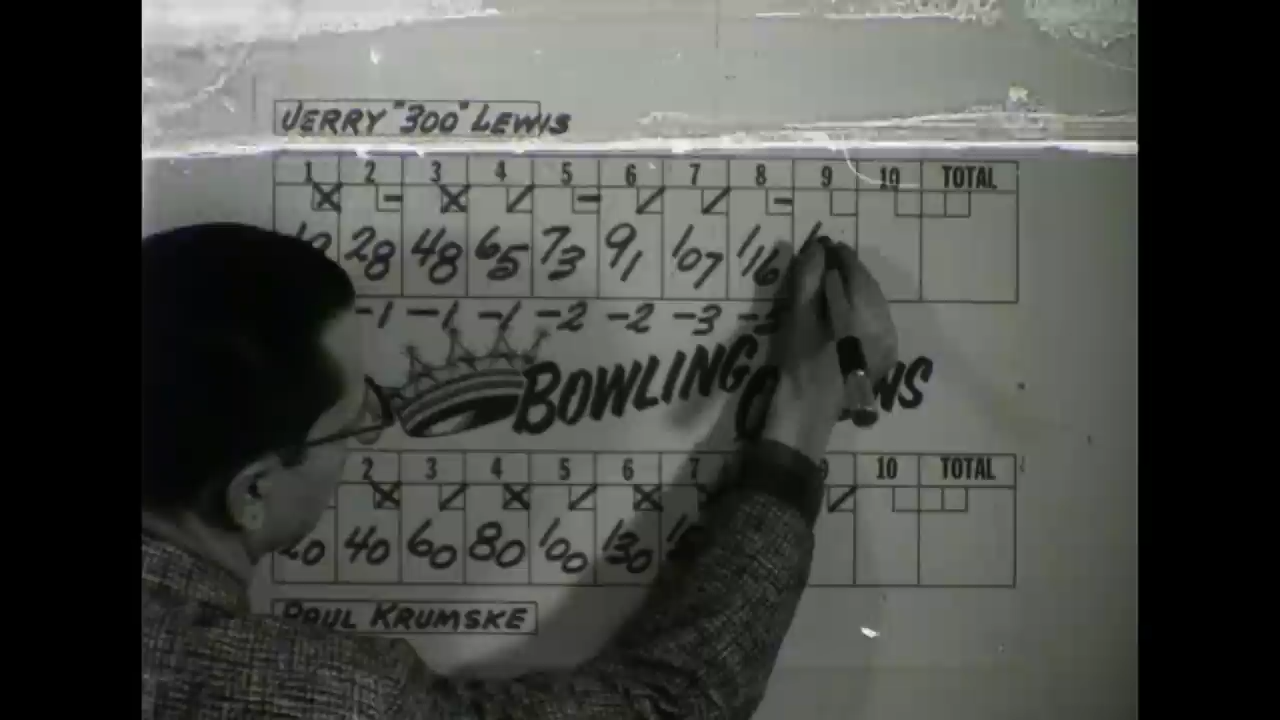 JERRY "300" LEWIS
1 2 3 4 5 6 7 8 9 10 TOTAL
X - X / - / / -
28 48 65 73 91 107 116
-1 -1 -1 -2 -2 -3
BOWLING
2 3 4 5 6 7 9 10 TOTAL
X / X / X /
20 40 60 80 100 130
PAUL KRUMSKE